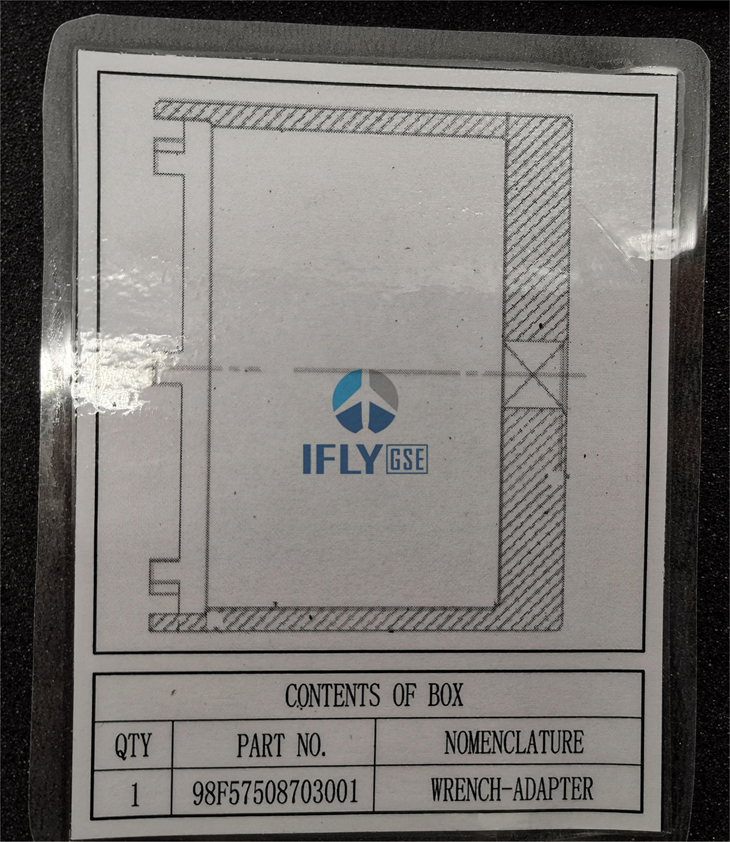 IFLY GSE
CONTENTS OF BOX
QTY PART NO. NOMENCLATURE
1 98F57508703001 WRENCH-ADAPTER